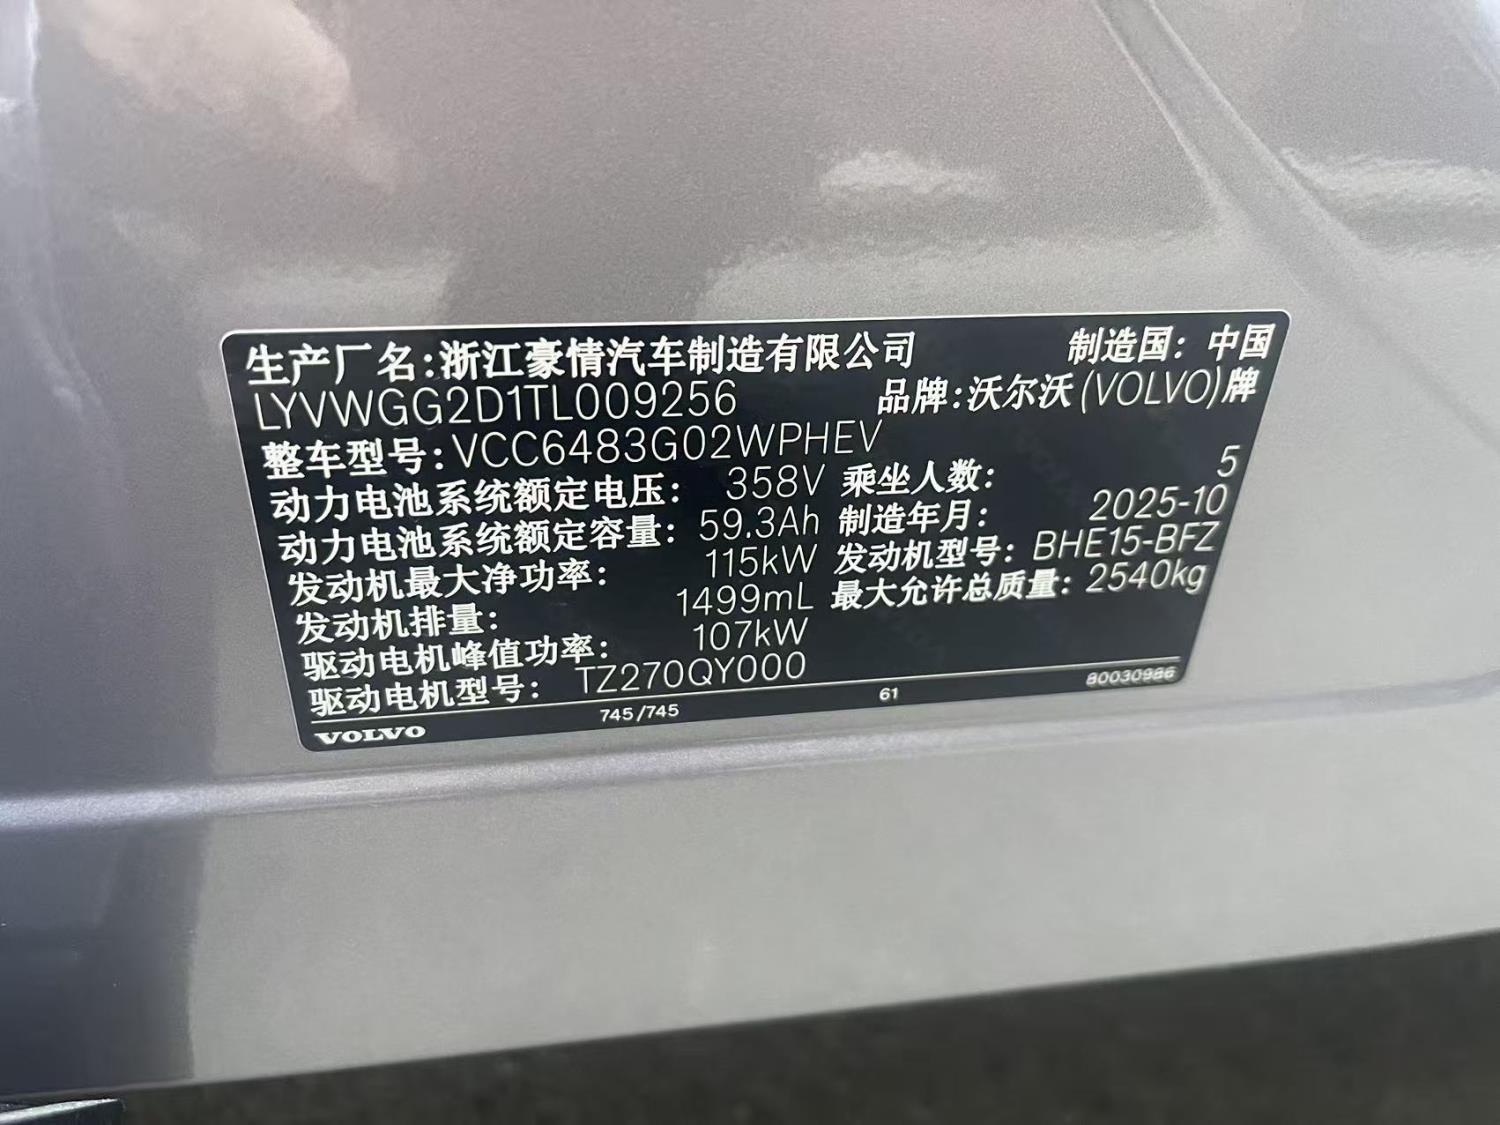 生产厂名:浙江豪情汽车制造有限公司 制造国：中国
LYVWGG2D1TL009256 品牌:沃尔沃(VOLVO)牌
整车型号:VCC6483G02WPHEV
动力电池系统额定电压： 358V 乘坐人数： 5
动力电池系统额定容量： 59.3Ah 制造年月： 2025-10
发动机最大净功率： 115kW 发动机型号： BHE15-BFZ
发动机排量： 1499mL 最大允许总质量： 2540kg
驱动电机峰值功率： 107kW
驱动电机型号： TZ270QY000
VOLVO 745/745 61 80030986